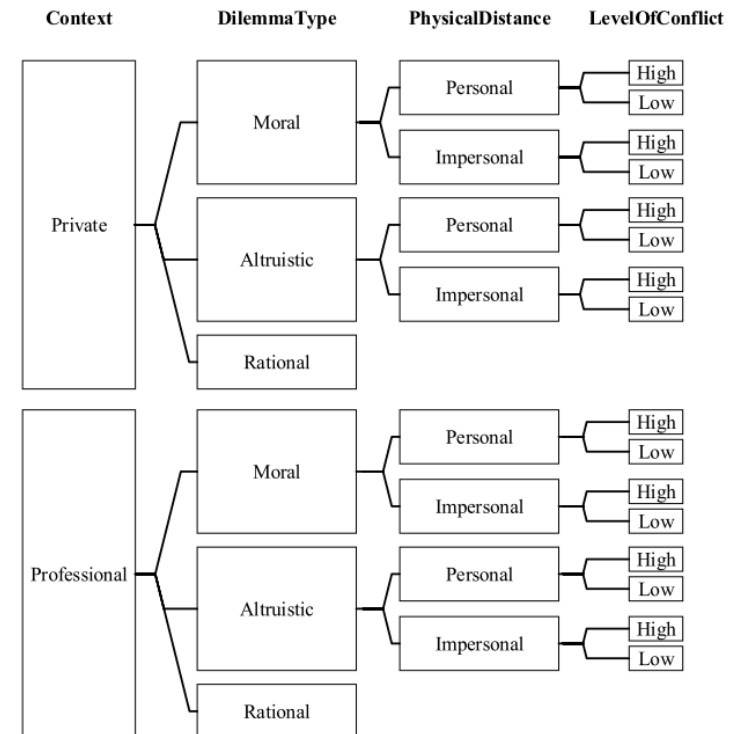 Context DilemmaType PhysicalDistance LevelOfConflict
High
Personal
Low
Moral
High
Impersonal
Low
High
Private
Personal
Low
Altruistic
High
Impersonal
Low
Rational
High
Personal
Low
Moral
High
Impersonal
Low
High
Professional
Personal
Low
Altruistic
High
Impersonal
Low
Rational